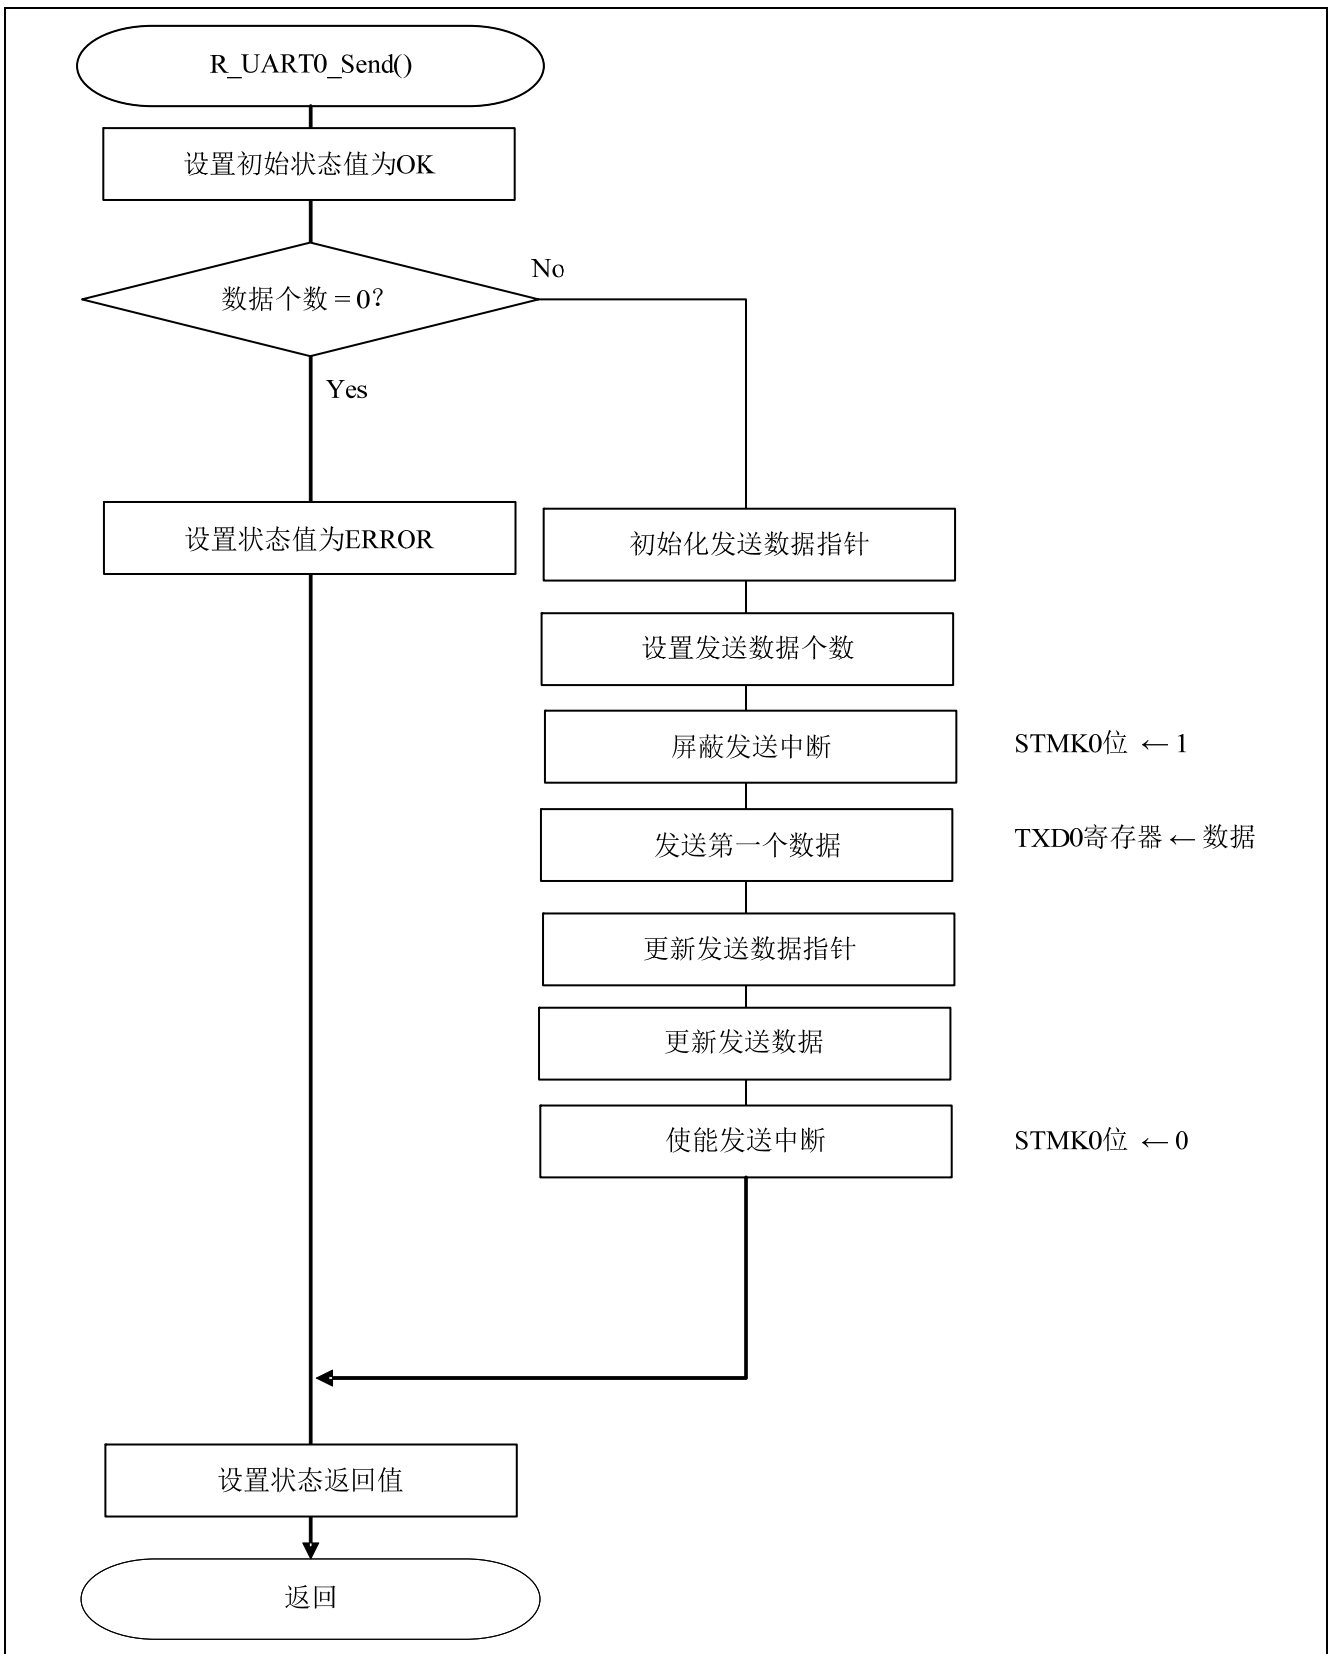 R_UART0_Send()
设置初始状态值为OK
No
数据个数 = 0?
Yes
设置状态值为ERROR
初始化发送数据指针
设置发送数据个数
屏蔽发送中断
STMK0位 ← 1
发送第一个数据
TXD0寄存器 ← 数据
更新发送数据指针
更新发送数据
使能发送中断
STMK0位 ← 0
设置状态返回值
返回